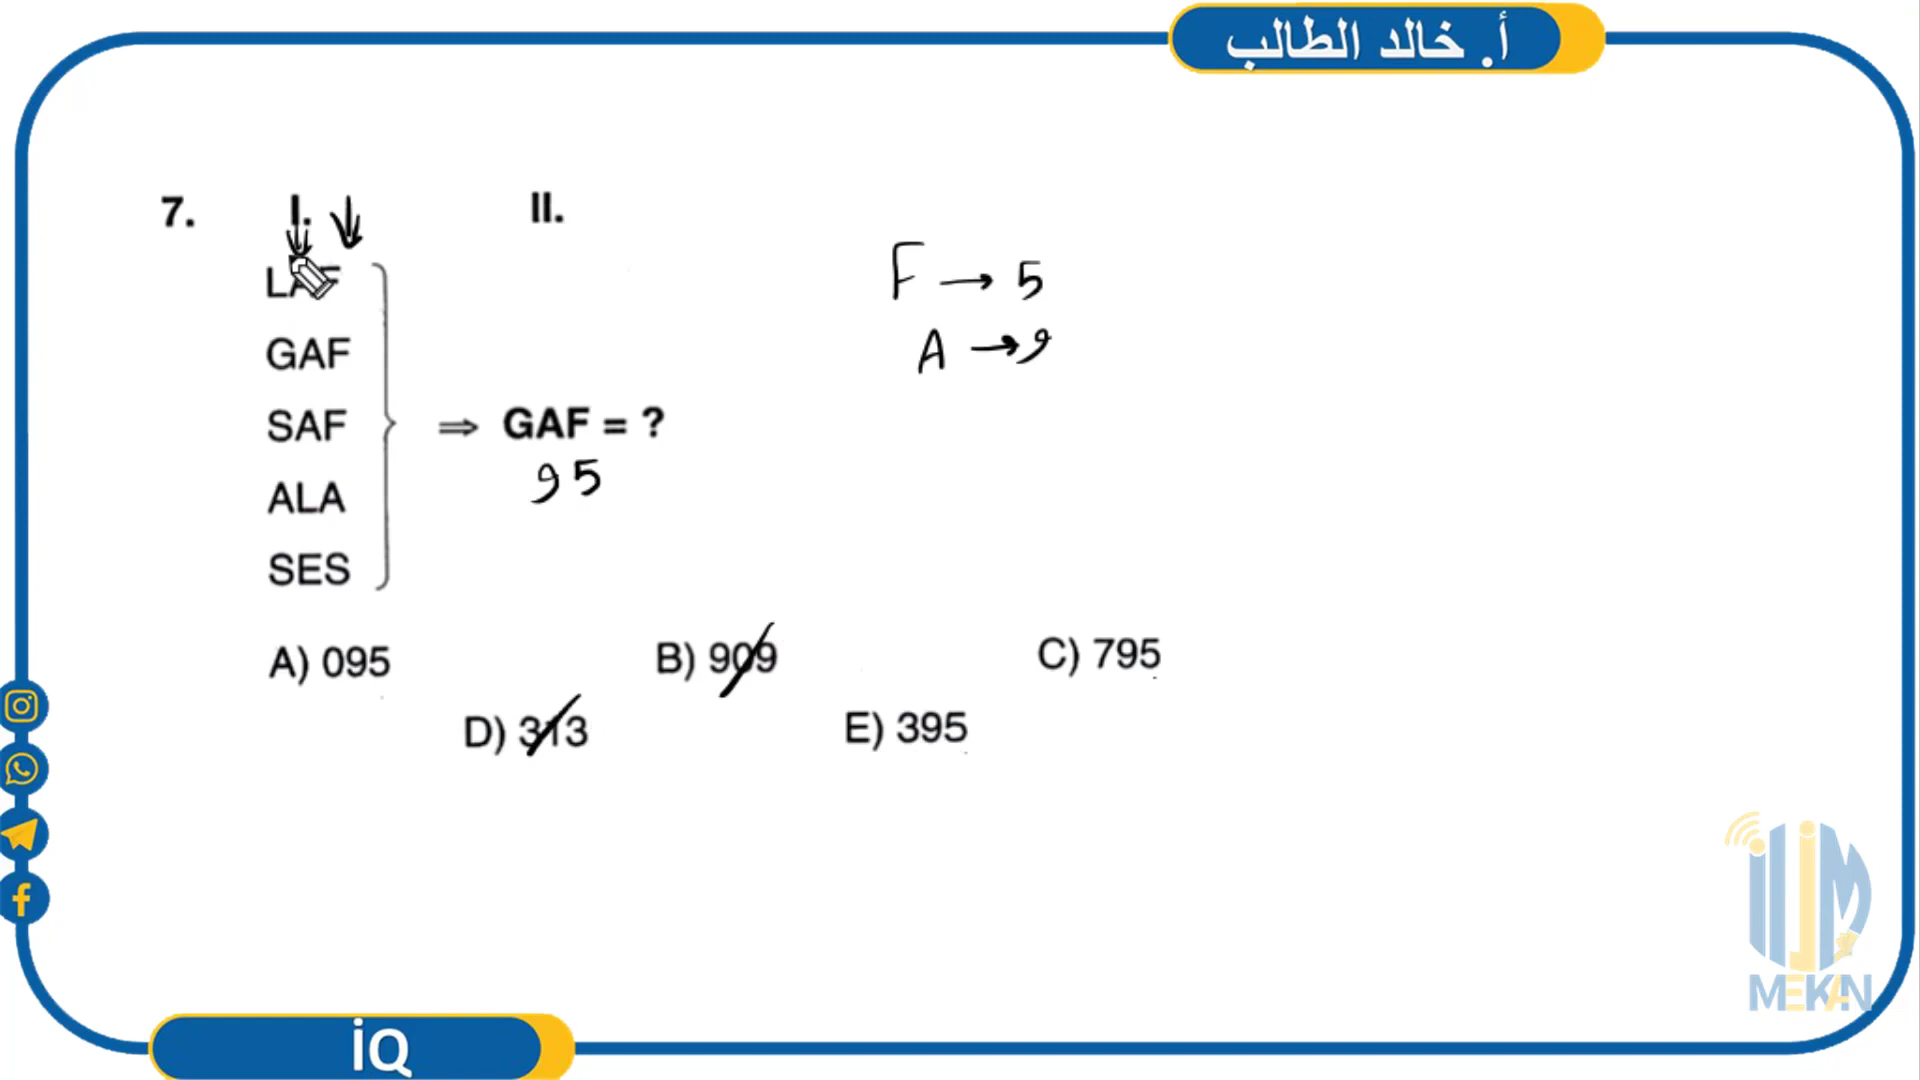 أ. خالد الطالب
7. I. II.
F → 5
LAF
A → 9
GAF
SAF ⇒ GAF = ?
95
ALA
SES
A) 095 B) 909 C) 795
D) 313 E) 395
MEKAN
İQ